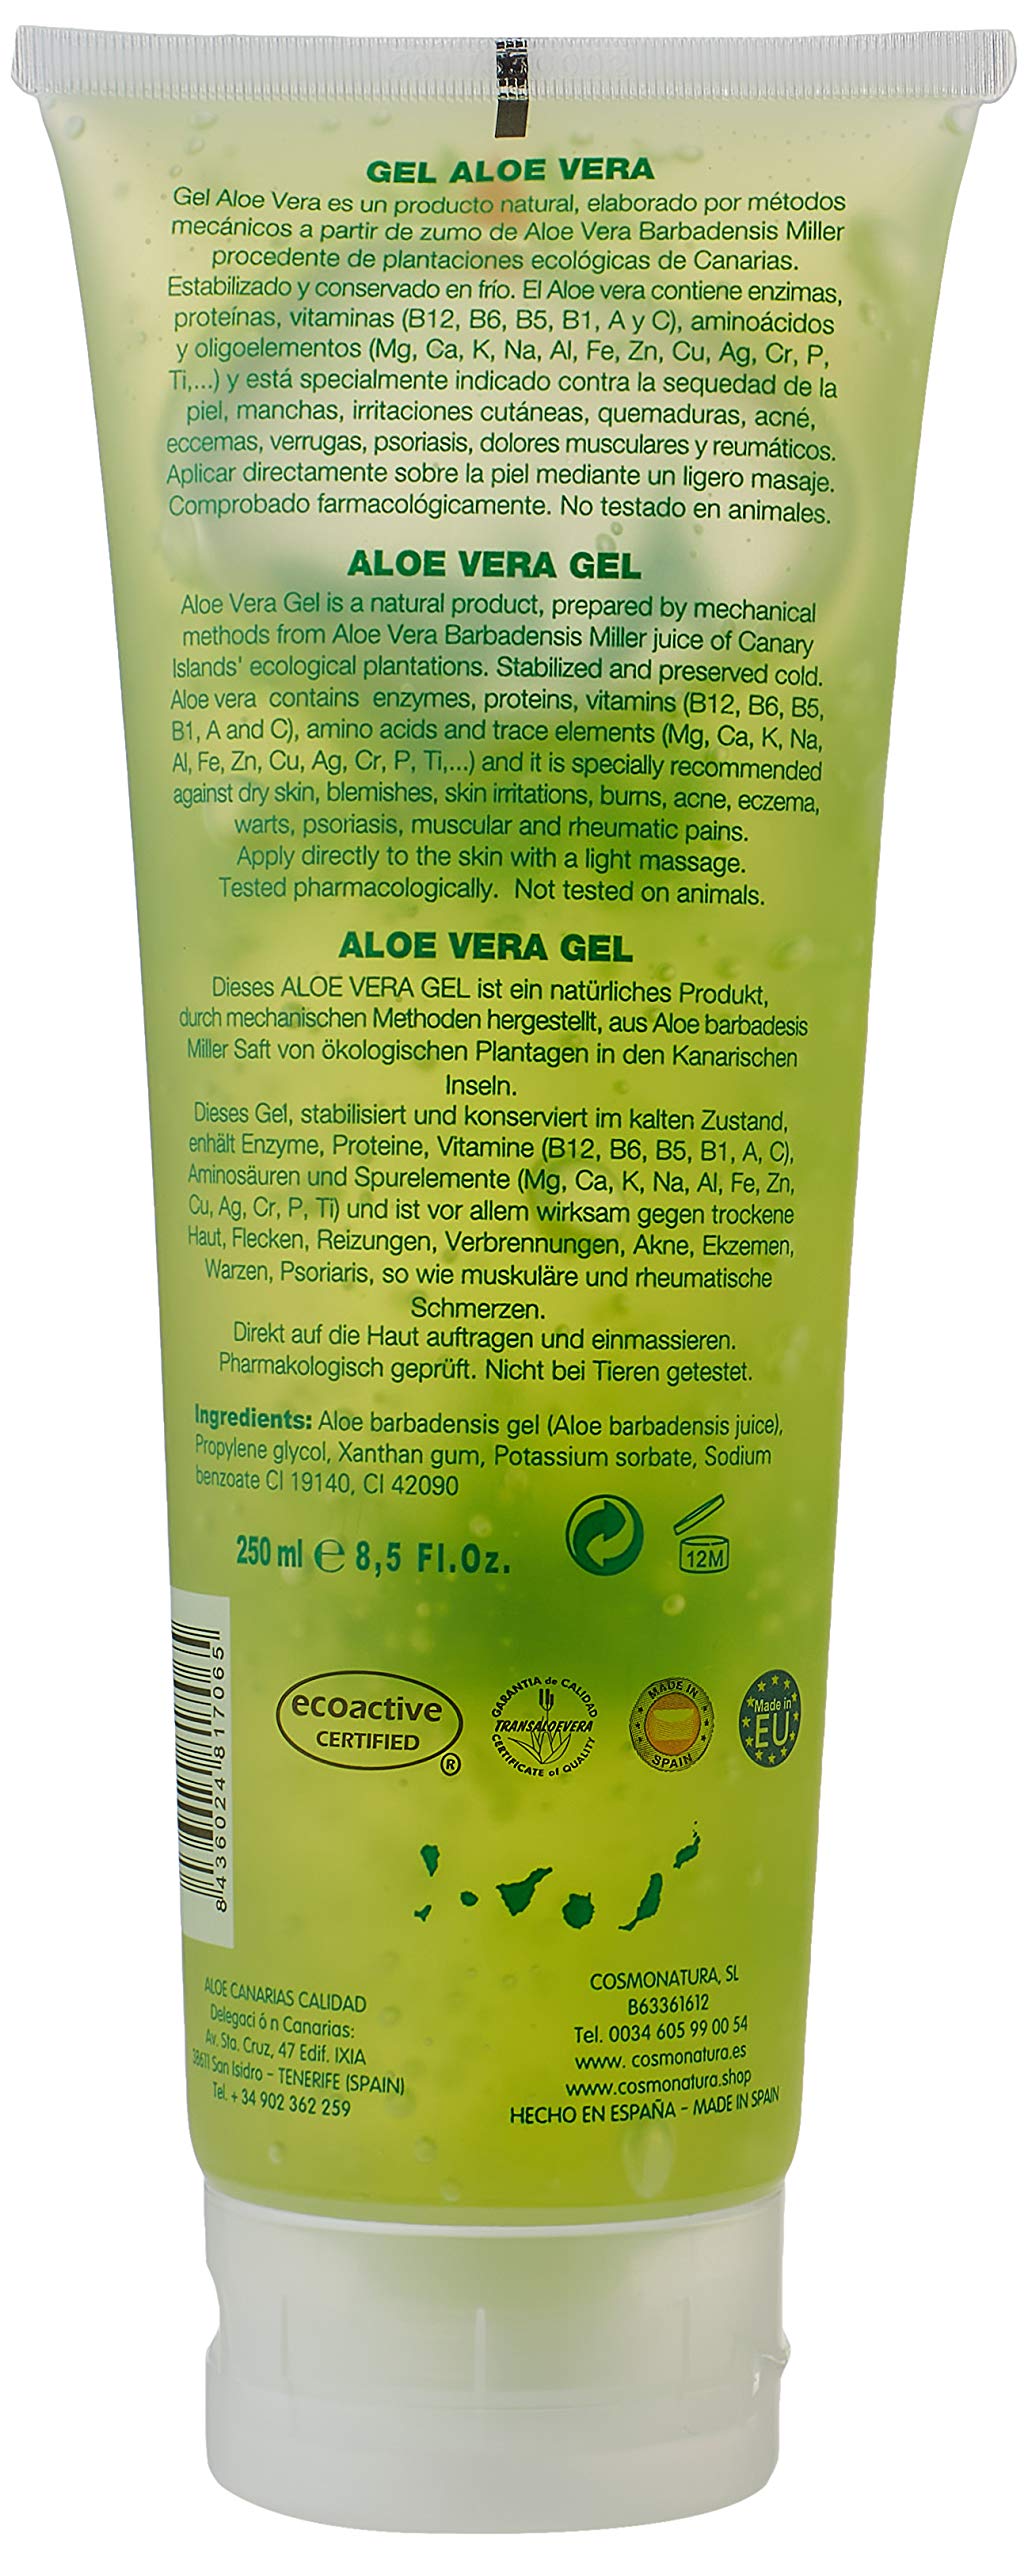 GEL ALOE VERA
Gel Aloe Vera es un producto natural, elaborado por métodos
mecánicos a partir de zumo de Aloe Vera Barbadensis Miller
procedente de plantaciones ecológicas de Canarias.
Estabilizado y conservado en frío. El Aloe vera contiene enzimas,
proteínas, vitaminas (B12, B6, B5, B1, A y C), aminoácidos
y oligoelementos (Mg, Ca, K, Na, Al, Fe, Zn, Cu, Ag, Cr, P,
Ti,...) y está specialmente indicado contra la sequedad de la
piel, manchas, irritaciones cutáneas, quemaduras, acné,
eccemas, verrugas, psoriasis, dolores musculares y reumáticos.
Aplicar directamente sobre la piel mediante un ligero masaje.
Comprobado farmacológicamente. No testado en animales.
ALOE VERA GEL
Aloe Vera Gel is a natural product, prepared by mechanical
methods from Aloe Vera Barbadensis Miller juice of Canary
Islands' ecological plantations. Stabilized and preserved cold.
Aloe vera contains enzymes, proteins, vitamins (B12, B6, B5,
B1, A and C), amino acids and trace elements (Mg, Ca, K, Na,
Al, Fe, Zn, Cu, Ag, Cr, P, Ti,...) and it is specially recommended
against dry skin, blemishes, skin irritations, burns, acne, eczema,
warts, psoriasis, muscular and rheumatic pains.
Apply directly to the skin with a light massage.
Tested pharmacologically. Not tested on animals.
ALOE VERA GEL
Dieses ALOE VERA GEL ist ein natürliches Produkt,
durch mechanischen Methoden hergestellt, aus Aloe barbadesis
Miller Saft von ökologischen Plantagen in den Kanarischen
Inseln.
Dieses Gel, stabilisiert und konserviert im kalten Zustand,
enhält Enzyme, Proteine, Vitamine (B12, B6, B5, B1, A, C),
Aminosäuren und Spurelemente (Mg, Ca, K, Na, Al, Fe, Zn,
Cu, Ag, Cr, P, Ti) und ist vor allem wirksam gegen trockene
Haut, Flecken, Reizungen, Verbrennungen, Akne, Ekzemen,
Warzen, Psoriaris, so wie muskuläre und rheumatische
Schmerzen.
Direkt auf die Haut auftragen und einmassieren.
Pharmakologisch geprüft. Nicht bei Tieren getestet.
Ingredients: Aloe barbadensis gel (Aloe barbadensis juice),
Propylene glycol, Xanthan gum, Potassium sorbate, Sodium
benzoate CI 19140, CI 42090
250 ml e 8,5 Fl.Oz.
12M
8436024817065
ecoactive
CERTIFIED
®
GARANTIA de CALIDAD
TRANSALOEVERA
CERTIFICATE of QUALITY
MADE IN
SPAIN
Made in
EU
ALOE CANARIAS CALIDAD
Delegaci ó n Canarias:
Av. Sta. Cruz, 47 Edif. IXIA
38611 San Isidro - TENERIFE (SPAIN)
Tel. + 34 902 362 259
COSMONATURA, SL
B63361612
Tel. 0034 605 99 00 54
www. cosmonatura.es
www.cosmonatura.shop
HECHO EN ESPAÑA - MADE IN SPAIN